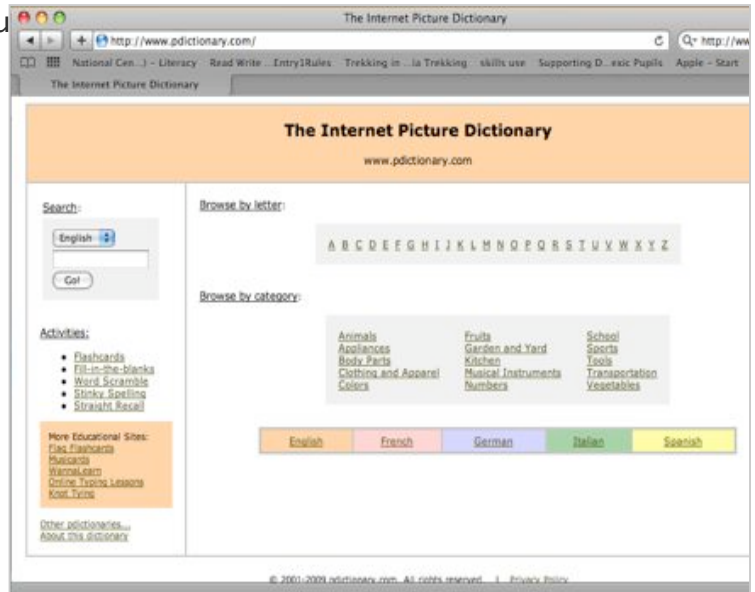 u
The Internet Picture Dictionary
http://www.pdictionary.com/
http://ww
National Cen...) - Literacy Read Write ...Entry1Rules Trekking in ...la Trekking skills use Supporting D...exic Pupils Apple - Start
The Internet Picture Dictionary
The Internet Picture Dictionary
www.pdictionary.com
Search:
English
Go!
Activities:
Flashcards
Fill-in-the-blanks
Word Scramble
Stinky Spelling
Straight Recall
More Educational Sites:
Flag Flashcards
Musicards
WannaLearn
Online Typing Lessons
Knot Tying
Other pdictionaries...
About this dictionary
Browse by letter:
A B C D E F G H I J K L M N O P Q R S T U V W X Y Z
Browse by category:
Animals Fruits School
Appliances Garden and Yard Sports
Body Parts Kitchen Tools
Clothing and Apparel Musical Instruments Transportation
Colors Numbers Vegetables
English French German Italian Spanish
© 2001-2009 pdictionary.com. All rights reserved. | Privacy Policy